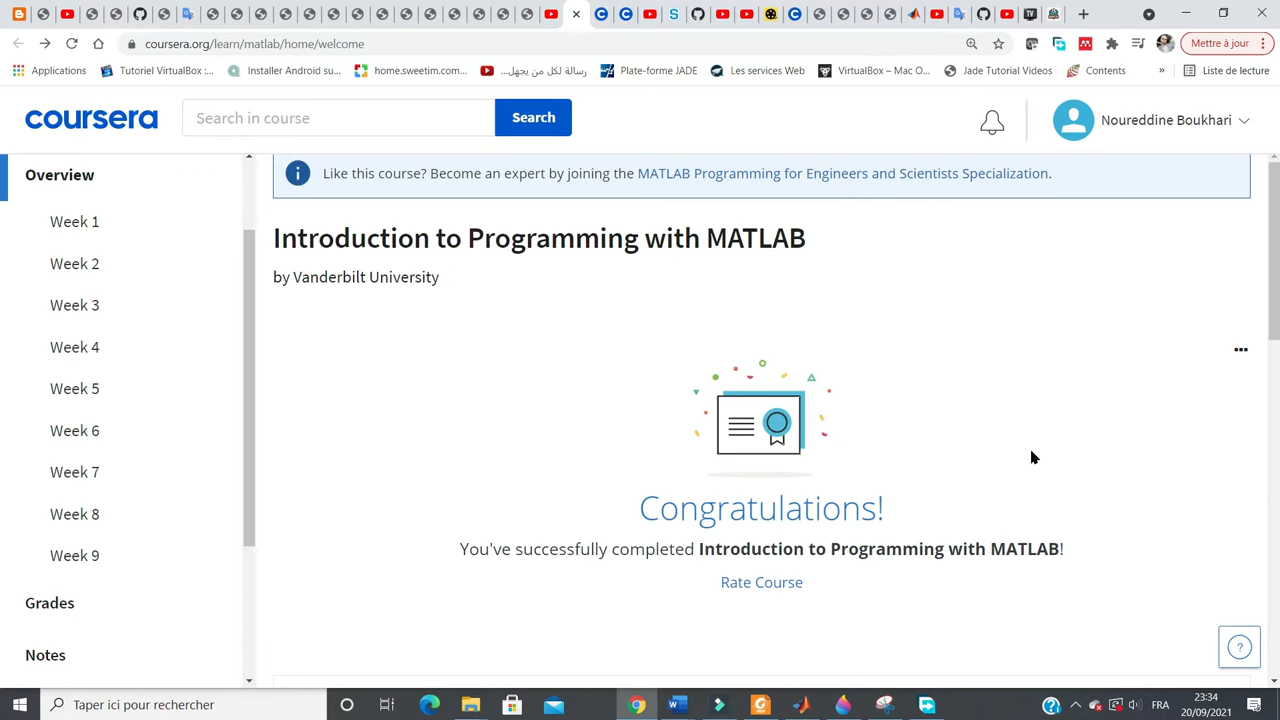 coursera.org/learn/matlab/home/welcome
Mettre à jour
Applications
Tutoriel VirtualBox :...
Installer Android su...
home.sweetim.com...
رسالة لكل من يجهل...
Plate-forme JADE
Les services Web
VirtualBox – Mac O...
Jade Tutorial Videos
Contents
»
Liste de lecture
coursera
Search in course
Search
Noureddine Boukhari
Overview
Week 1
Week 2
Week 3
Week 4
Week 5
Week 6
Week 7
Week 8
Week 9
Grades
Notes
Like this course? Become an expert by joining the MATLAB Programming for Engineers and Scientists Specialization.
Introduction to Programming with MATLAB
by Vanderbilt University
Congratulations!
You've successfully completed Introduction to Programming with MATLAB!
Rate Course
?
Taper ici pour rechercher
FRA
23:34
20/09/2021